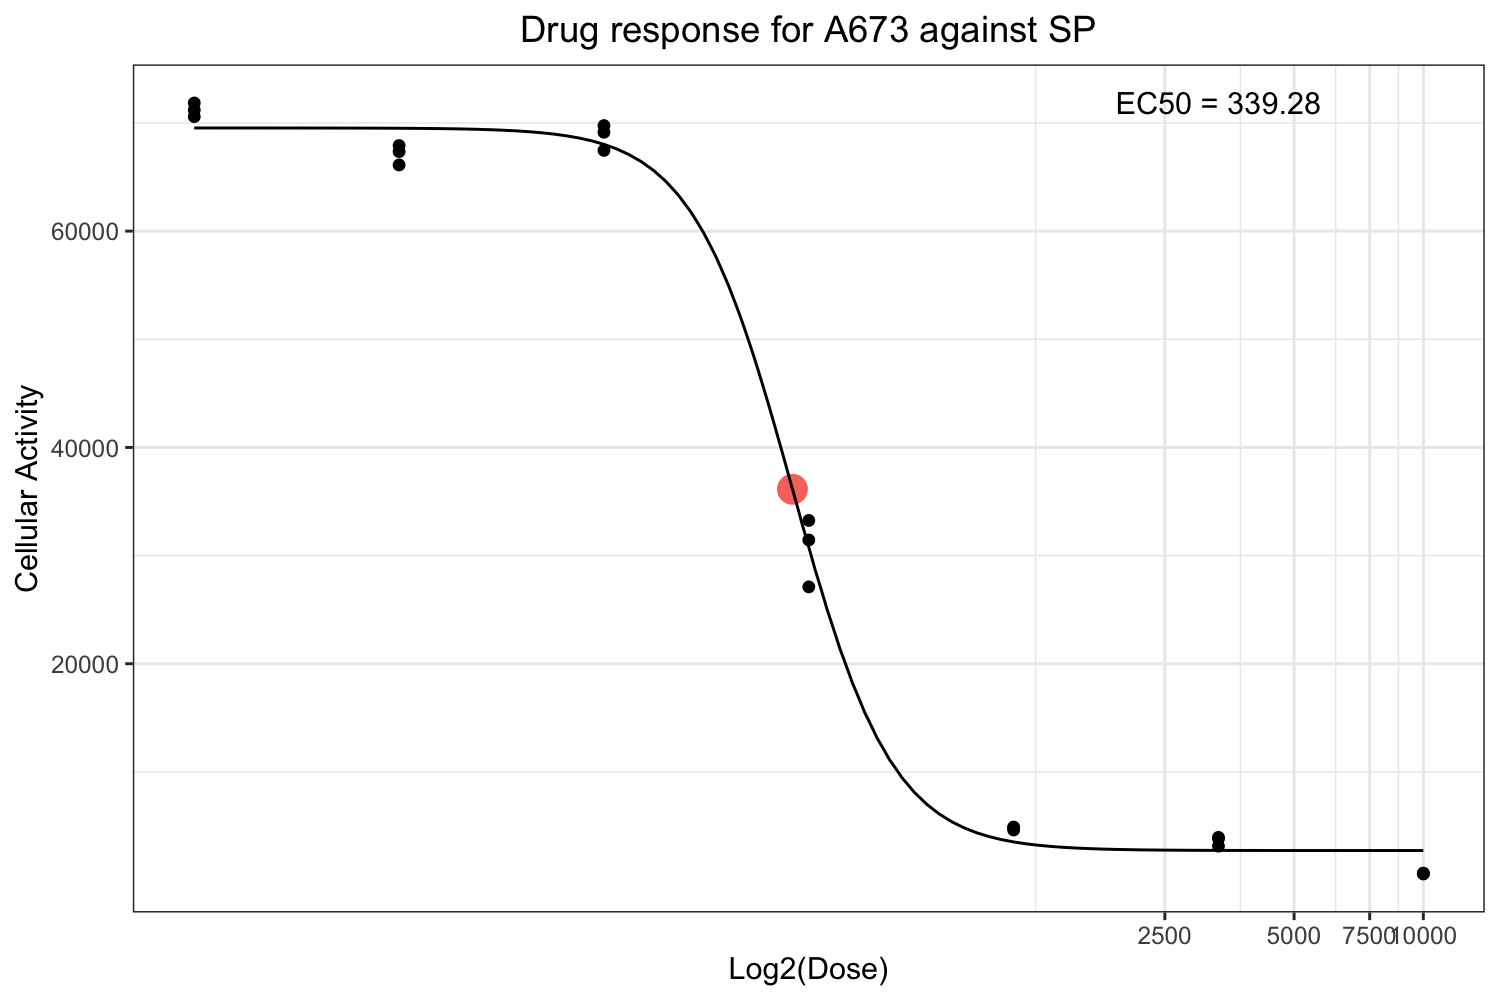 Drug response for A673 against SP
EC50 = 339.28
60000
40000
20000
Cellular Activity
2500 5000 7500 10000
Log2(Dose)